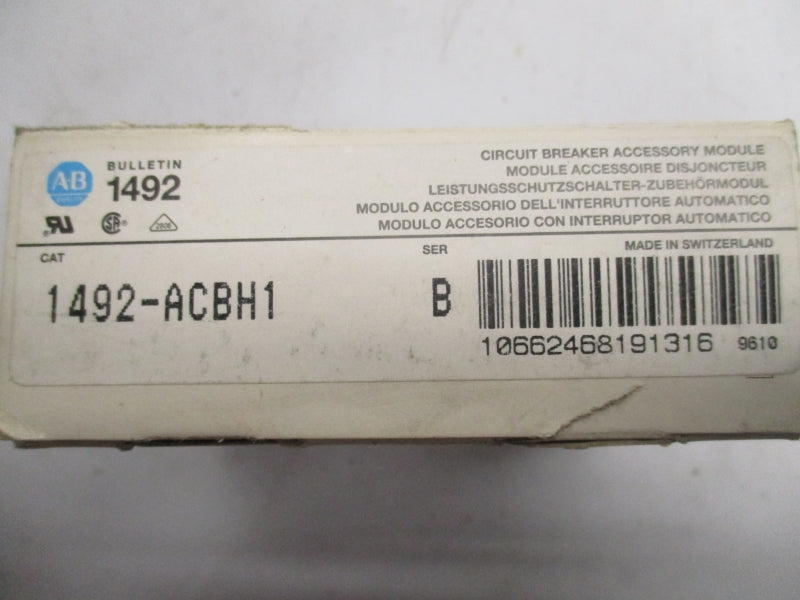 A-B
BULLETIN
1492
CIRCUIT BREAKER ACCESSORY MODULE
MODULE ACCESSOIRE DISJONCTEUR
LEISTUNGSSCHUTZSCHALTER-ZUBEHÖRMODUL
MODULO ACCESSORIO DELL'INTERRUTTORE AUTOMATICO
MODULO ACCESORIO CON INTERRUPTOR AUTOMATICO
CAT
SER
MADE IN SWITZERLAND
1492-ACBH1
B
10662468191316 9610